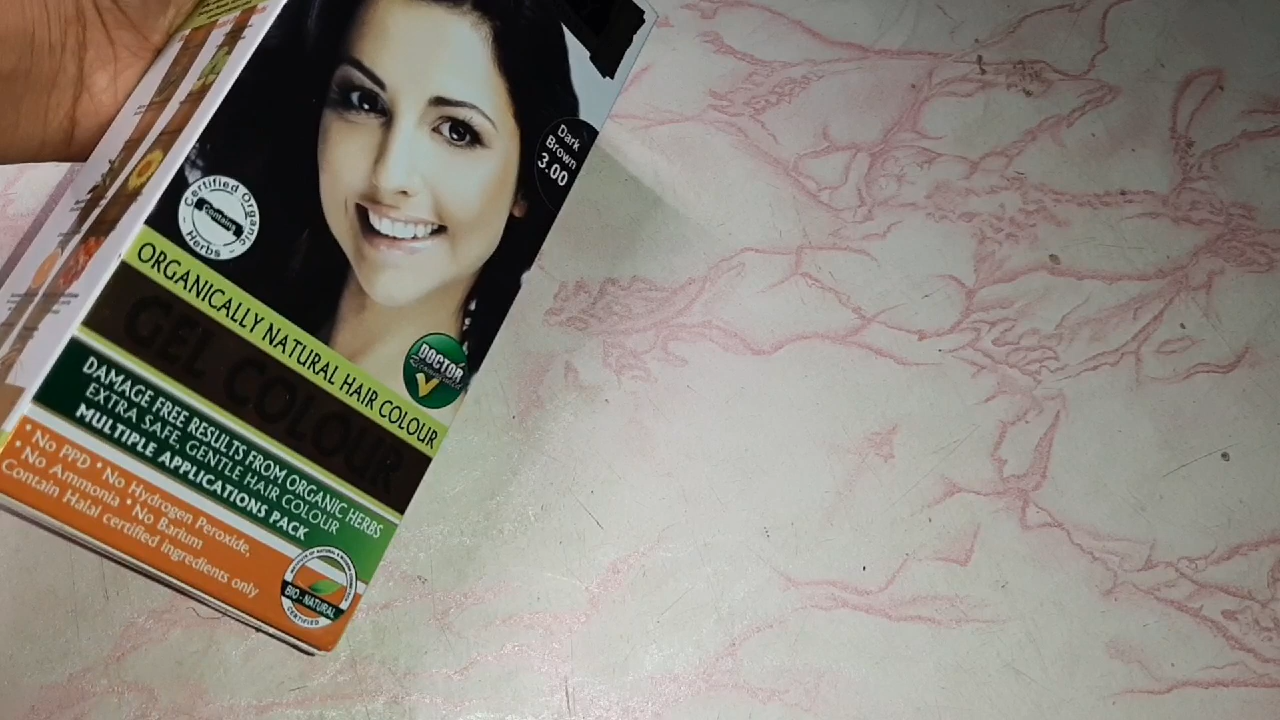 Dark
Brown
3.00
Certified Organic
Contains
Herbs
ORGANICALLY NATURAL HAIR COLOUR
GEL COLOUR
DOCTOR
Recommended
DAMAGE FREE RESULTS FROM ORGANIC HERBS
EXTRA SAFE, GENTLE HAIR COLOUR
MULTIPLE APPLICATIONS PACK
• No PPD • No Hydrogen Peroxide,
• No Ammonia • No Barium
Contain Halal certified ingredients only
BIO - NATURAL
CERTIFIED